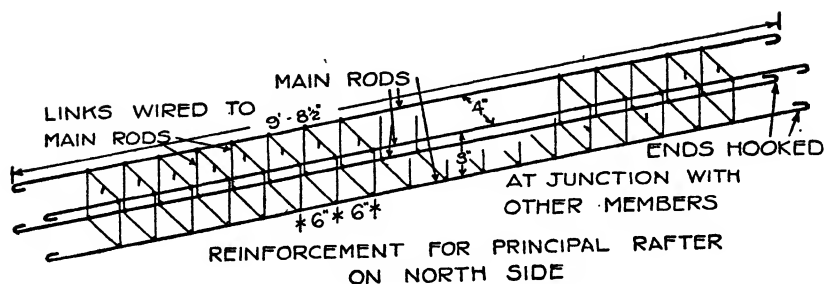 MAIN RODS
LINKS WIRED TO
MAIN RODS
9'-8½"
4"
3"
ENDS HOOKED
AT JUNCTION WITH
OTHER MEMBERS
6" 6"
REINFORCEMENT FOR PRINCIPAL RAFTER
ON NORTH SIDE